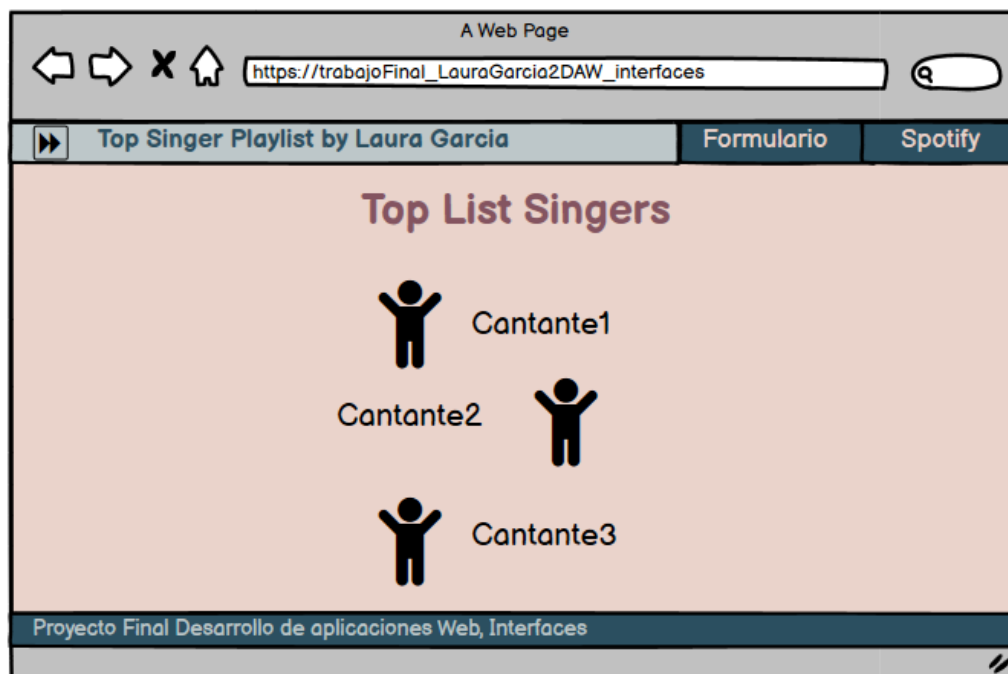 A Web Page
https://trabajoFinal_LauraGarcia2DAW_interfaces
Top Singer Playlist by Laura Garcia
Formulario
Spotify
Top List Singers
Cantante1
Cantante2
Cantante3
Proyecto Final Desarrollo de aplicaciones Web, Interfaces